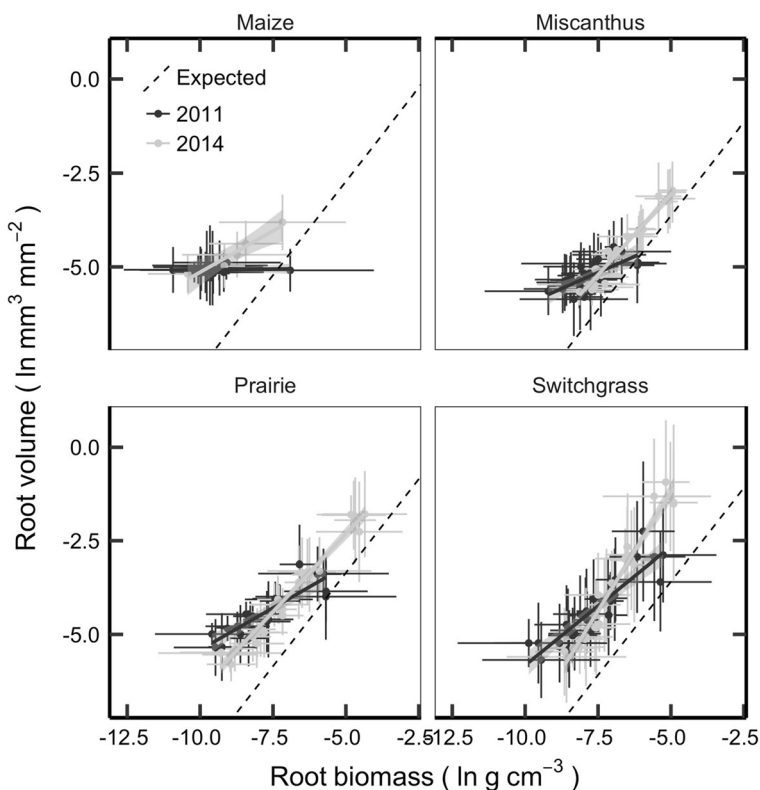 Maize Miscanthus
0.0
Expected
2011
2014
−2.5
−5.0
Prairie Switchgrass
0.0
−2.5
−5.0
-12.5 -10.0 -7.5 -5.0 -2.5 -12.5 -10.0 -7.5 -5.0 -2.5
Root biomass ( ln g cm⁻³ )
Root volume ( ln mm³ mm⁻² )